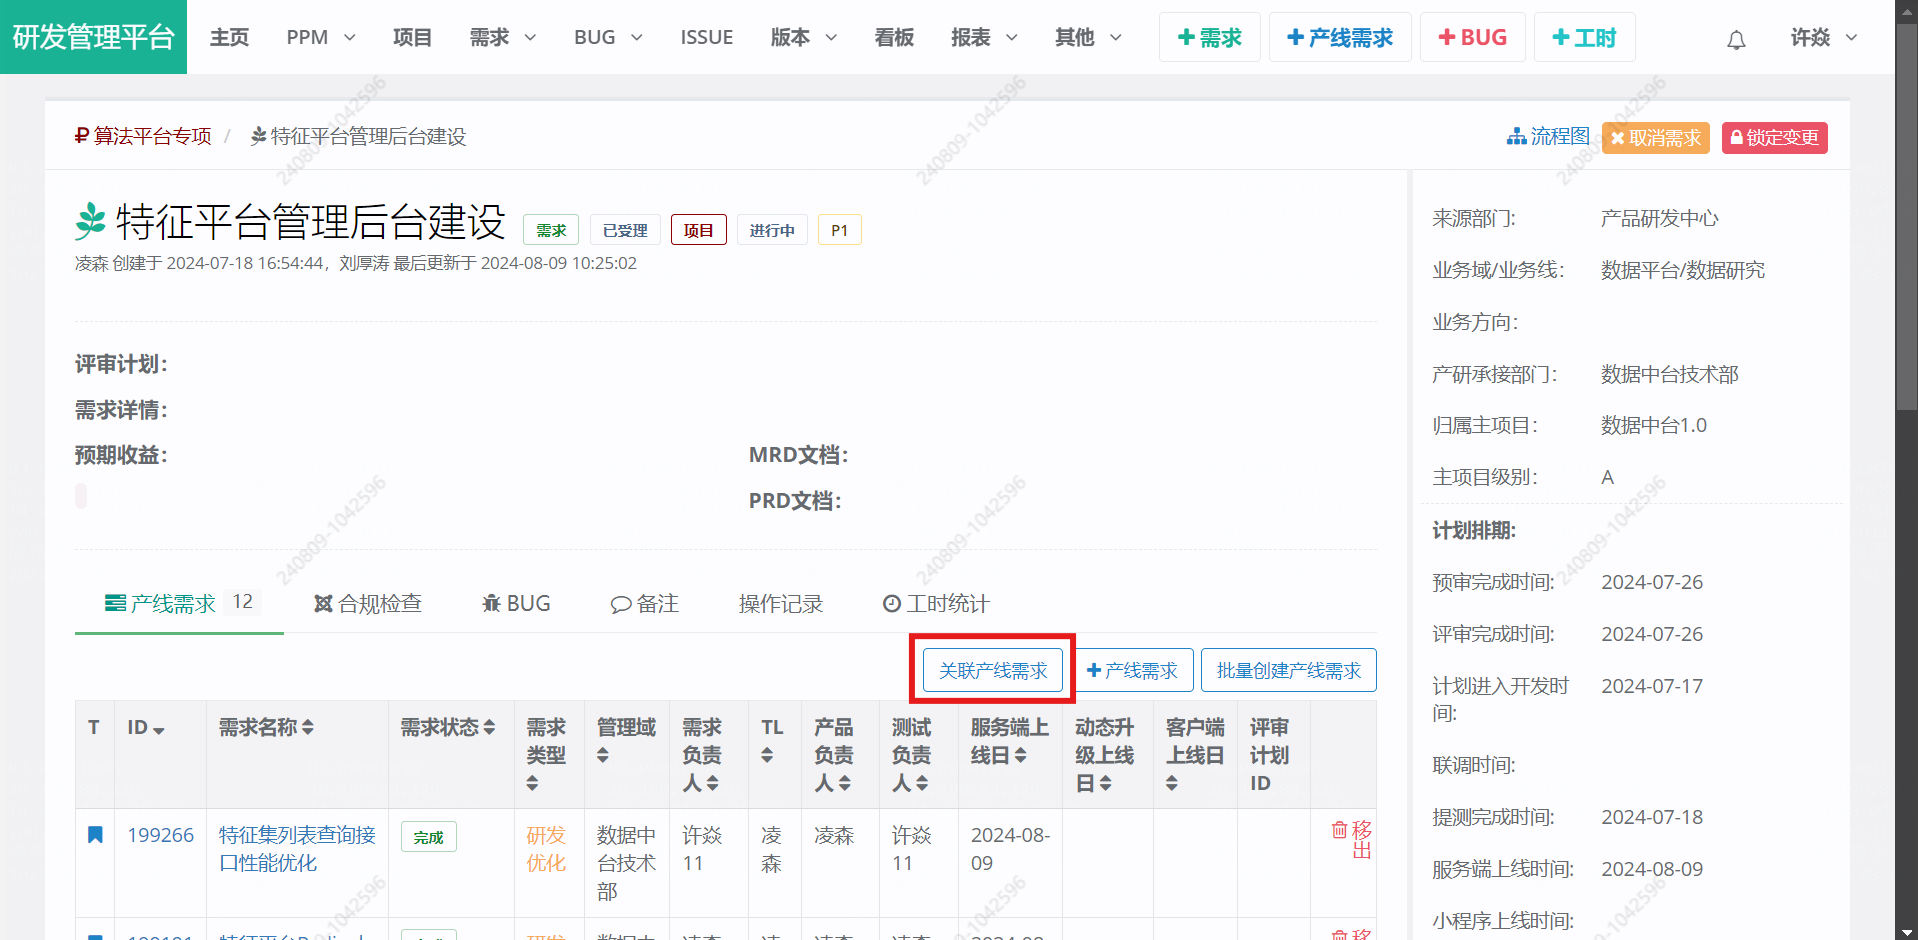 研发管理平台 主页 PPM 项目 需求 BUG ISSUE 版本 看板 报表 其他 需求 产线需求 BUG 工时 许焱
算法平台专项 / 特征平台管理后台建设 流程图 取消需求 锁定变更
特征平台管理后台建设 需求 已受理 项目 进行中 P1
凌森 创建于 2024-07-18 16:54:44，刘厚涛 最后更新于 2024-08-09 10:25:02
评审计划：
需求详情：
预期收益：
MRD文档：
PRD文档：
产线需求 12 合规检查 BUG 备注 操作记录 工时统计
关联产线需求 产线需求 批量创建产线需求
T ID 需求名称 需求状态 需求类型 管理域 需求负责人 TL 产品负责人 测试负责人 服务端上线日 动态升级上线日 客户端上线日 评审计划ID
199266 特征集列表查询接口性能优化 完成 研发优化 数据中台技术部 许焱11 凌森 凌森 许焱11 2024-08-09 移出
来源部门： 产品研发中心
业务域/业务线： 数据平台/数据研究
业务方向：
产研承接部门： 数据中台技术部
归属主项目： 数据中台1.0
主项目级别： A
计划排期:
预审完成时间: 2024-07-26
评审完成时间: 2024-07-26
计划进入开发时间: 2024-07-17
联调时间:
提测完成时间: 2024-07-18
服务端上线时间: 2024-08-09
小程序上线时间:
240809-1042596
240809-1042596
240809-1042596
240809-1042596
240809-1042596
240809-1042596
240809-1042596
240809-1042596
240809-1042596